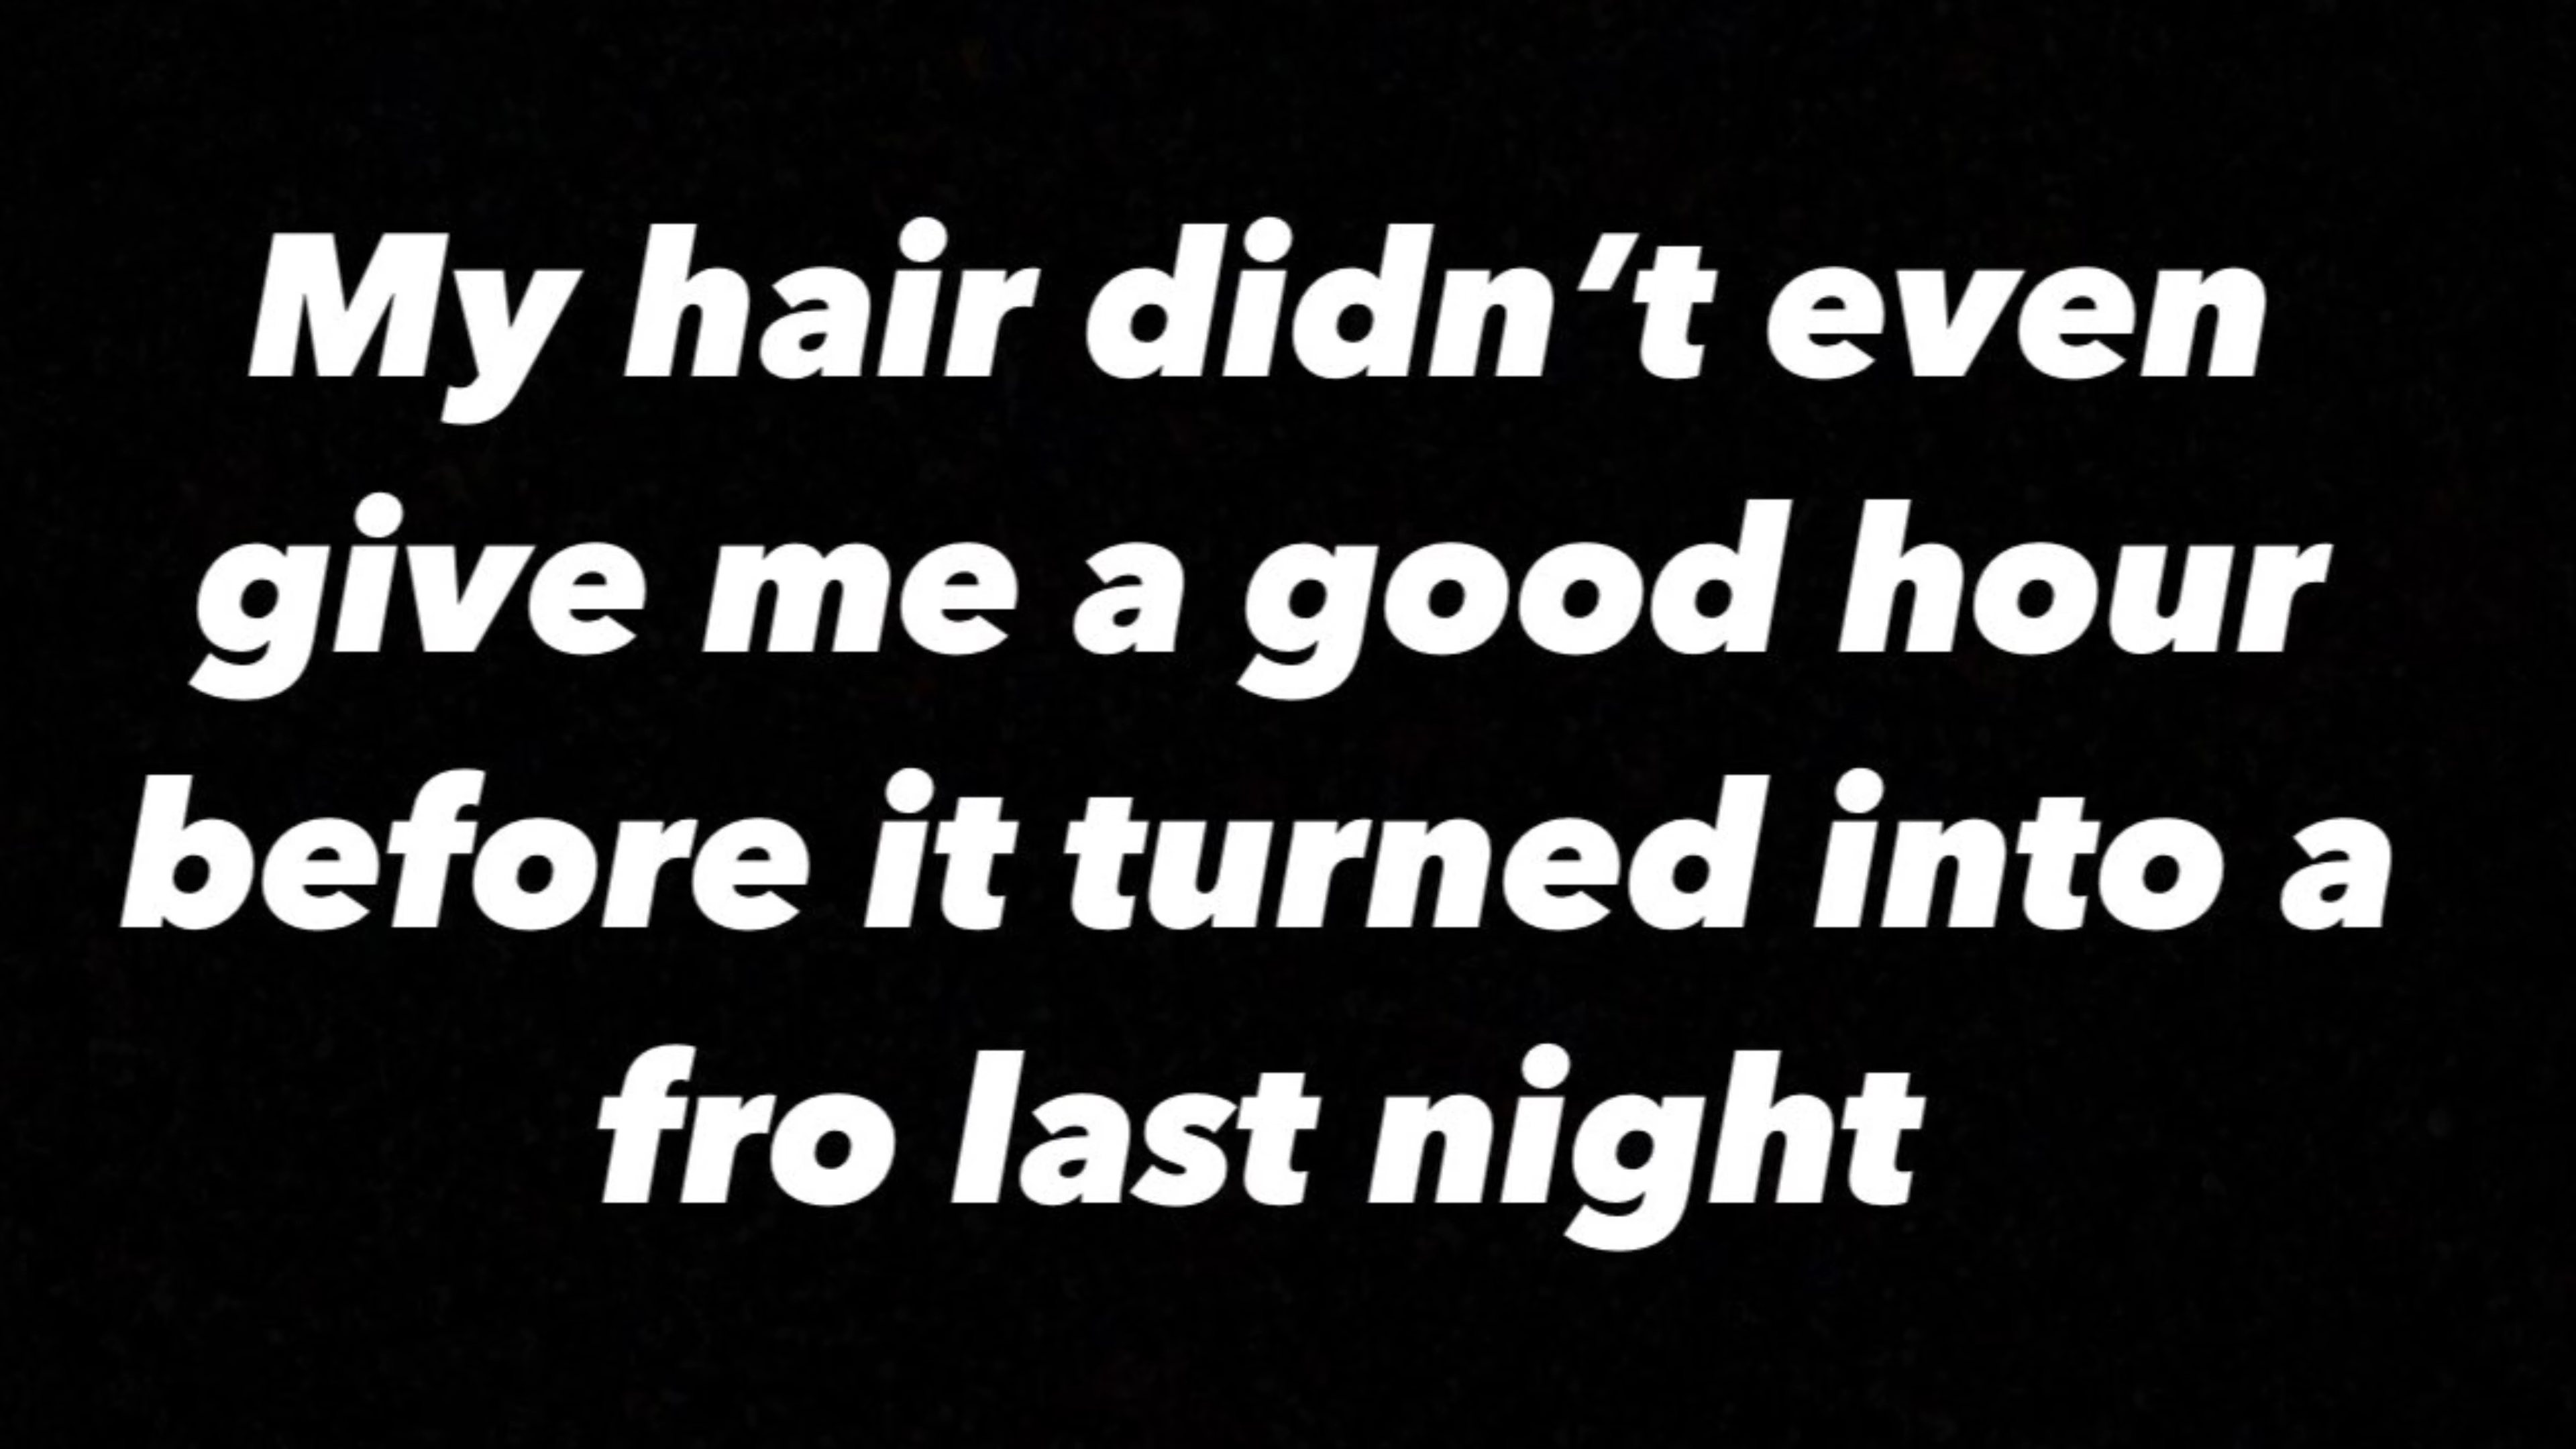 My hair didn’t even
give me a good hour
before it turned into a
fro last night